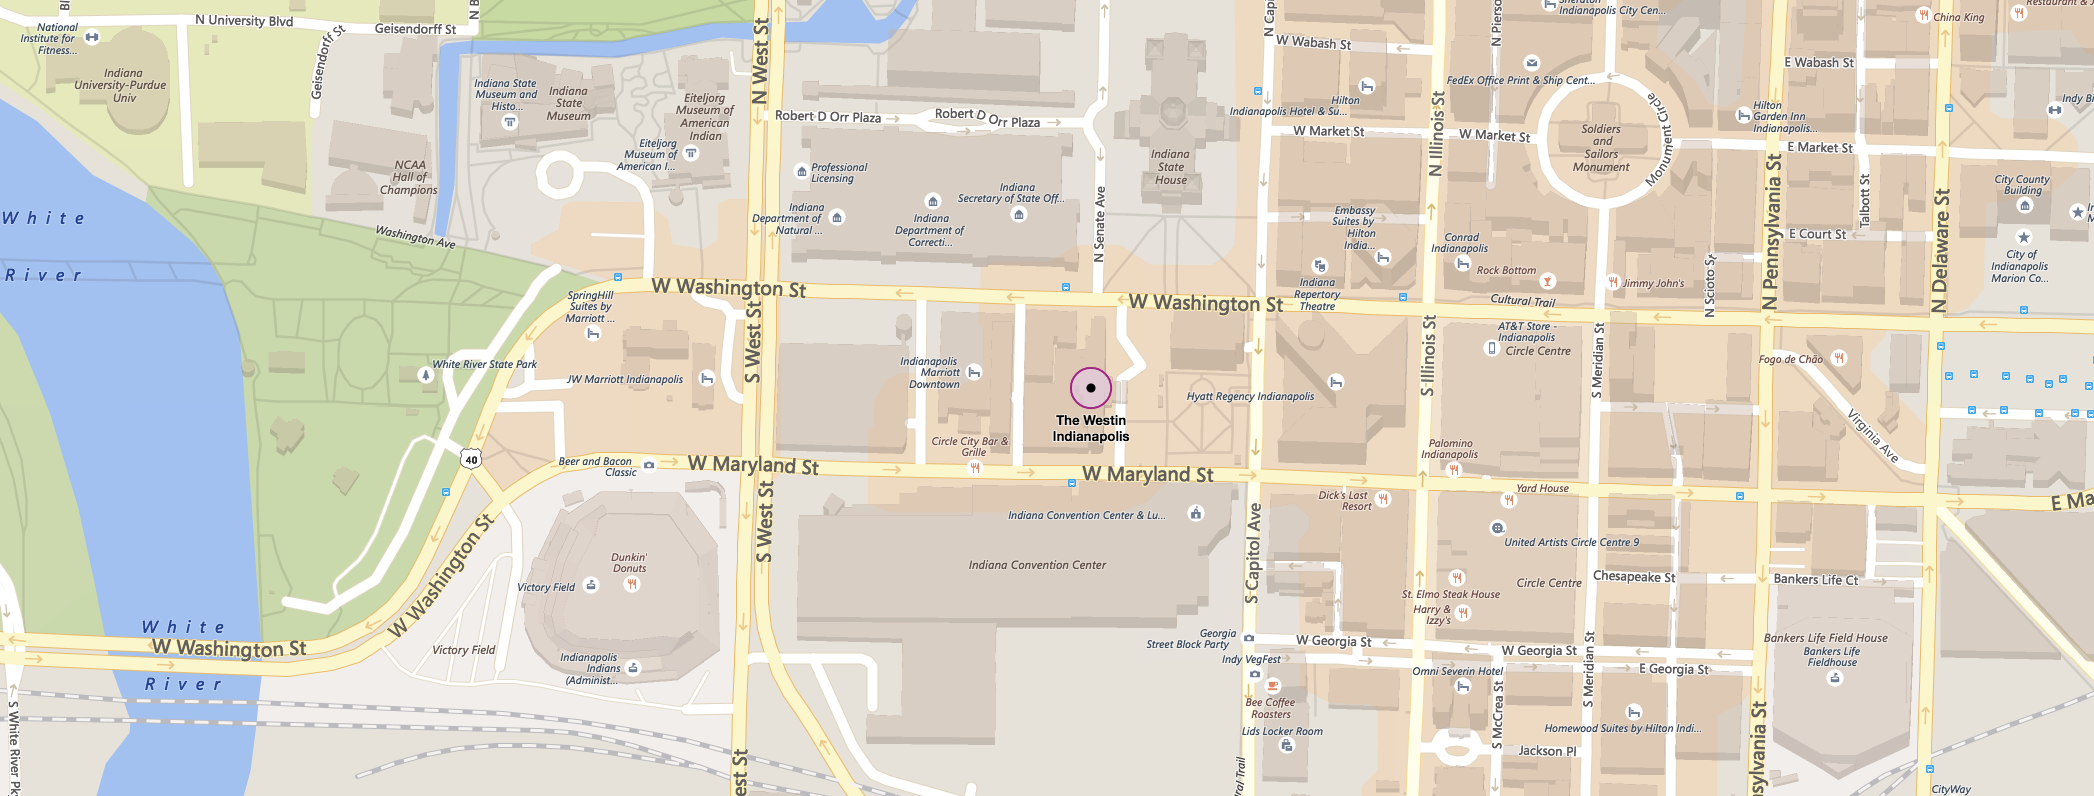 N University Blvd
Geisendorff St
Geisendorff St
National
Institute for
Fitness...
Indiana
University-Purdue
Univ
Indiana State
Museum and
Histo...
Indiana
State
Museum
NCAA
Hall of
Champions
Eiteljorg
Museum of
American
Indian
Eiteljorg
Museum of
American I...
N West St
Robert D Orr Plaza
Robert D Orr Plaza
Professional
Licensing
Indiana
Department of
Natural ...
Indiana
Department of
Correcti...
Indiana
Secretary of State Off...
N Senate Ave
Indiana
State
House
N Capi
W Wabash St
Indianapolis Hotel & Su...
Hilton
W Market St
N Illinois St
N Pierso
Sheraton
Indianapolis City Cen...
FedEx Office Print & Ship Cent...
W Market St
Soldiers
and
Sailors
Monument
Monument Circle
Hilton
Garden Inn
Indianapolis...
China King
Restaurant &
E Wabash St
Indy Bi
E Market St
N Pennsylvania St
Talbott St
N Delaware St
City County
Building
City of
Indianapolis
Marion Co...
E Court St
White
River
Washington Ave
W Washington St
W Washington St
Embassy
Suites by
Hilton
India...
Conrad
Indianapolis
Rock Bottom
Indiana
Repertory
Theatre
Cultural Trail
Jimmy John's
N Scioto St
AT&T Store -
Indianapolis
Circle Centre
S Meridian St
Fogo de Chão
Virginia Ave
SpringHill
Suites by
Marriott ...
White River State Park
JW Marriott Indianapolis
S West St
Indianapolis
Marriott
Downtown
The Westin
Indianapolis
Hyatt Regency Indianapolis
S Illinois St
Circle City Bar &
Grille
Palomino
Indianapolis
40
Beer and Bacon
Classic
W Maryland St
W Maryland St
Dick's Last
Resort
Yard House
E Ma
S West St
Indiana Convention Center & Lu...
United Artists Circle Centre 9
W Washington St
Dunkin'
Donuts
Victory Field
Indiana Convention Center
S Capitol Ave
Circle Centre
Chesapeake St
Bankers Life Ct
St. Elmo Steak House
Harry &
Izzy's
White
W Washington St
River
Victory Field
Indianapolis
Indians
(Administ...
Georgia
Street Block Party
W Georgia St
W Georgia St
E Georgia St
Bankers Life Field House
Bankers Life
Fieldhouse
Indy VegFest
Omni Severin Hotel
Bee Coffee
Roasters
Lids Locker Room
S McCrea St
S Meridian St
Homewood Suites by Hilton Indi...
Jackson Pl
S White River Pk
est St
ral Trail
sylvania St
CityWay